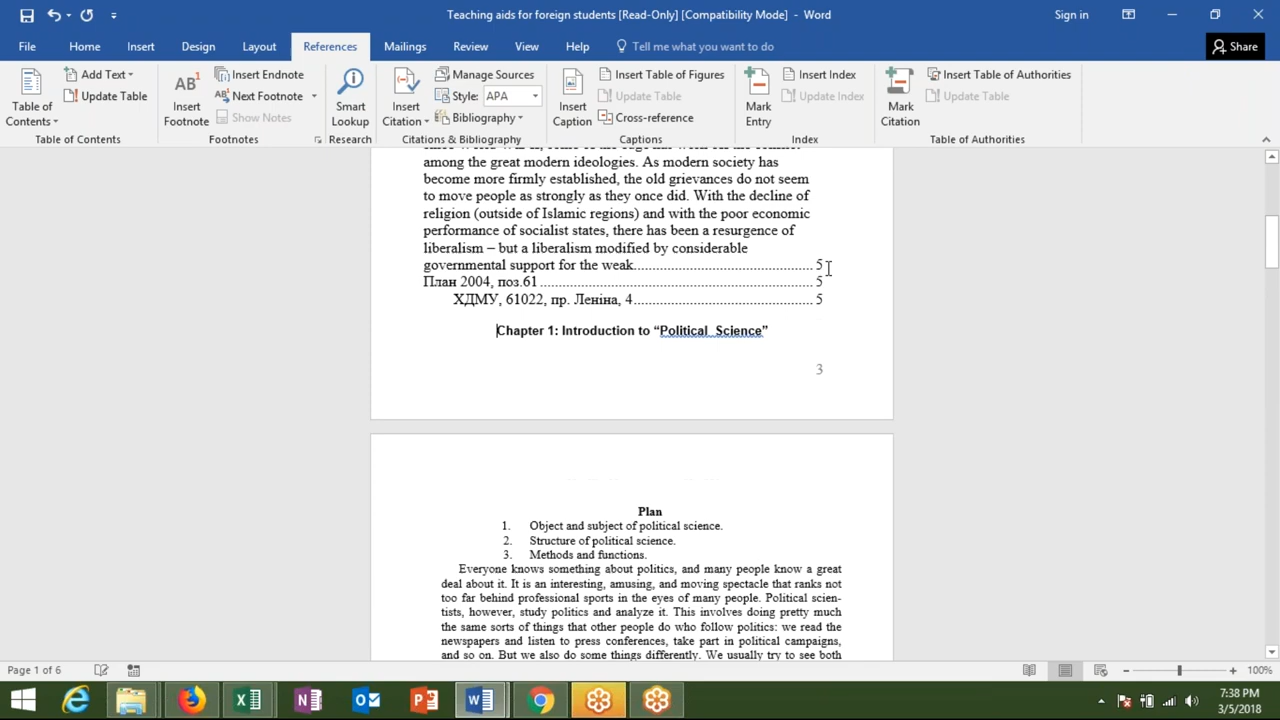 Teaching aids for foreign students [Read-Only] [Compatibility Mode] - Word
Sign in
File Home Insert Design Layout References Mailings Review View Help Tell me what you want to do Share
Table of Contents
Add Text
Update Table
Table of Contents
AB1
Insert Footnote
Insert Endnote
Next Footnote
Show Notes
Footnotes
Smart Lookup
Research
Insert Citation
Manage Sources
Style: APA
Bibliography
Citations & Bibliography
Insert Caption
Insert Table of Figures
Update Table
Cross-reference
Captions
Mark Entry
Insert Index
Update Index
Index
Mark Citation
Insert Table of Authorities
Update Table
Table of Authorities
among the great modern ideologies. As modern society has
become more firmly established, the old grievances do not seem
to move people as strongly as they once did. With the decline of
religion (outside of Islamic regions) and with the poor economic
performance of socialist states, there has been a resurgence of
liberalism – but a liberalism modified by considerable
governmental support for the weak............................................. 5
План 2004, поз.61................................................................. 5
ХДМУ, 61022, пр. Леніна, 4............................................. 5
Chapter 1: Introduction to “Political Science”
3
Plan
1. Object and subject of political science.
2. Structure of political science.
3. Methods and functions.
Everyone knows something about politics, and many people know a great
deal about it. It is an interesting, amusing, and moving spectacle that ranks not
too far behind professional sports in the eyes of many people. Political scien-
tists, however, study politics and analyze it. This involves doing pretty much
the same sorts of things that other people do who follow politics: we read the
newspapers and listen to press conferences, take part in political campaigns,
and so on. But we also do some things differently. We usually try to see both
Page 1 of 6
100%
7:38 PM
3/5/2018